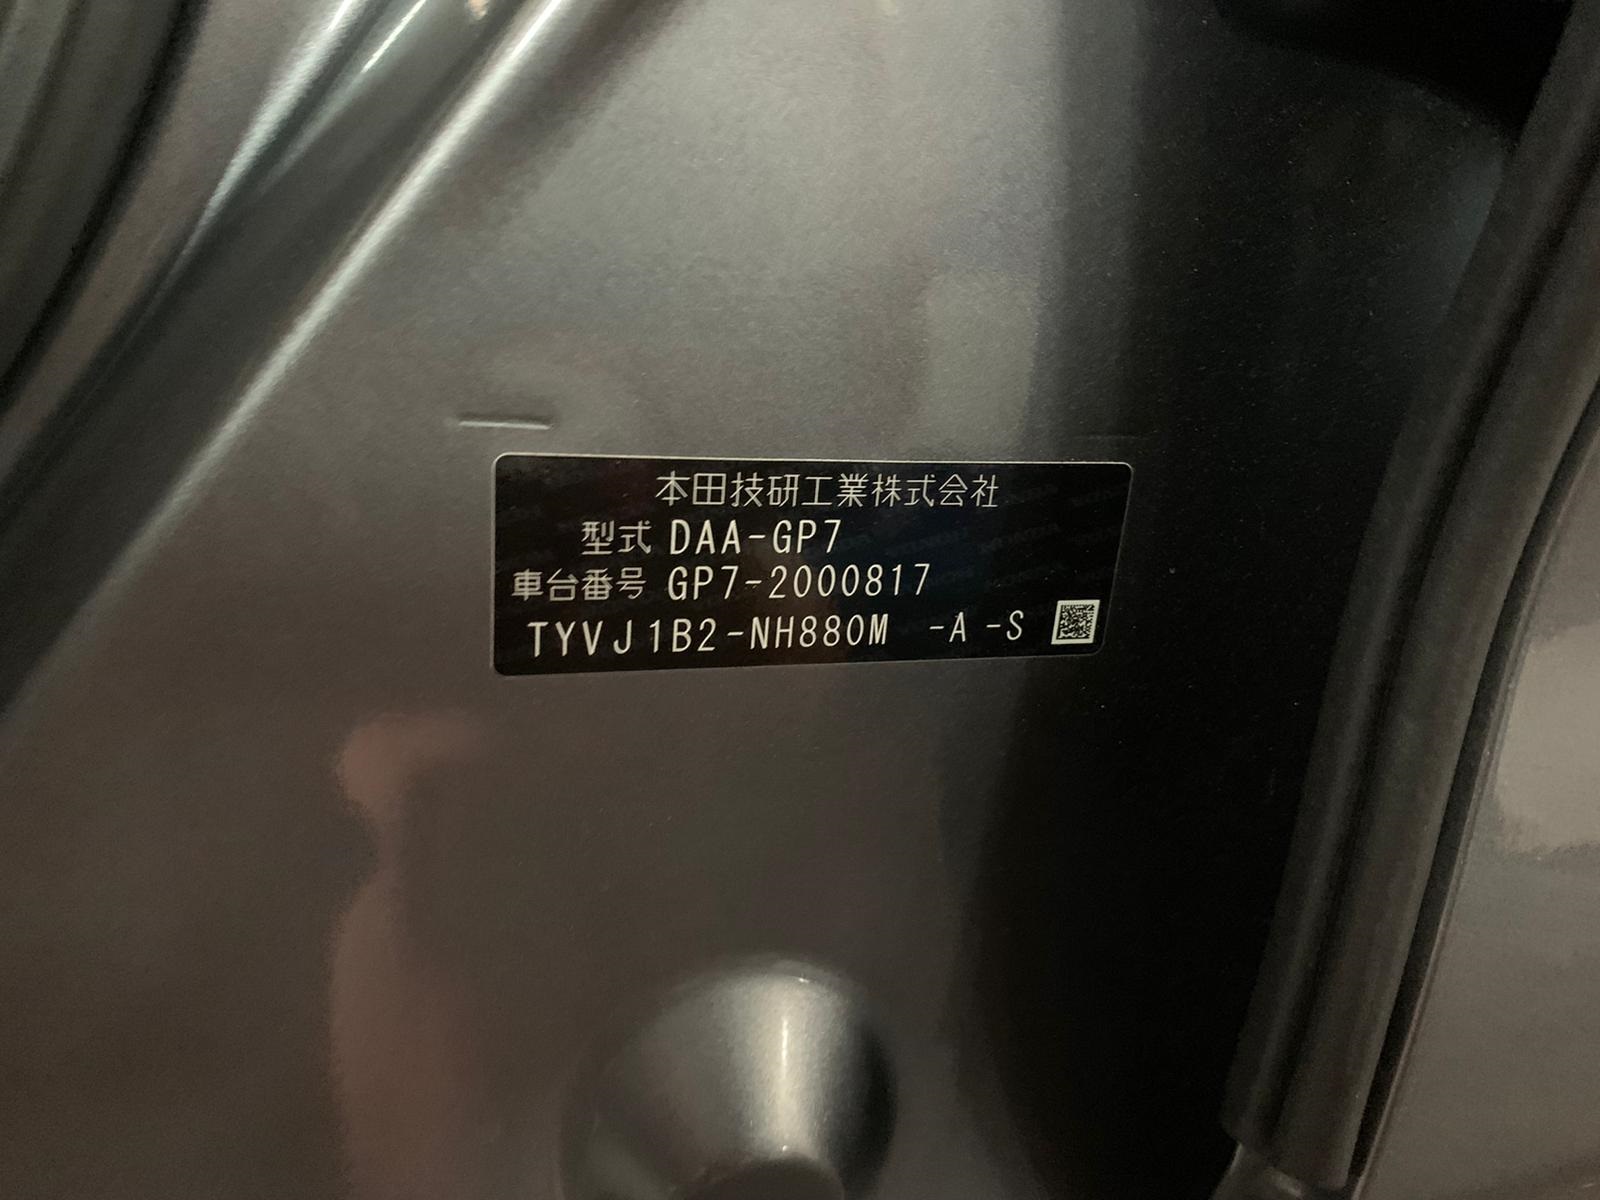 本田技研工業株式会社
型式 DAA-GP7
車台番号 GP7-2000817
TYVJ1B2-NH880M -A -S